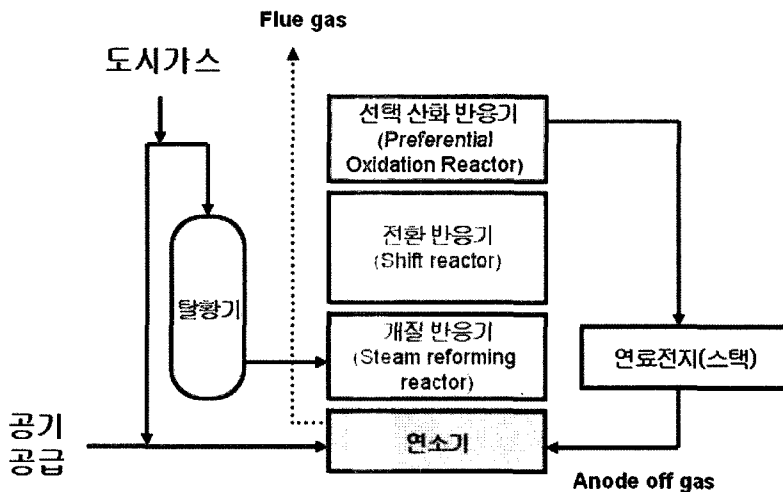 Flue gas
도시가스
선택 산화 반응기
(Preferential
Oxidation Reactor)
전환 반응기
(Shift reactor)
탈황기
개질 반응기
(Steam reforming
reactor)
연료전지(스택)
공기
공급
연소기
Anode off gas